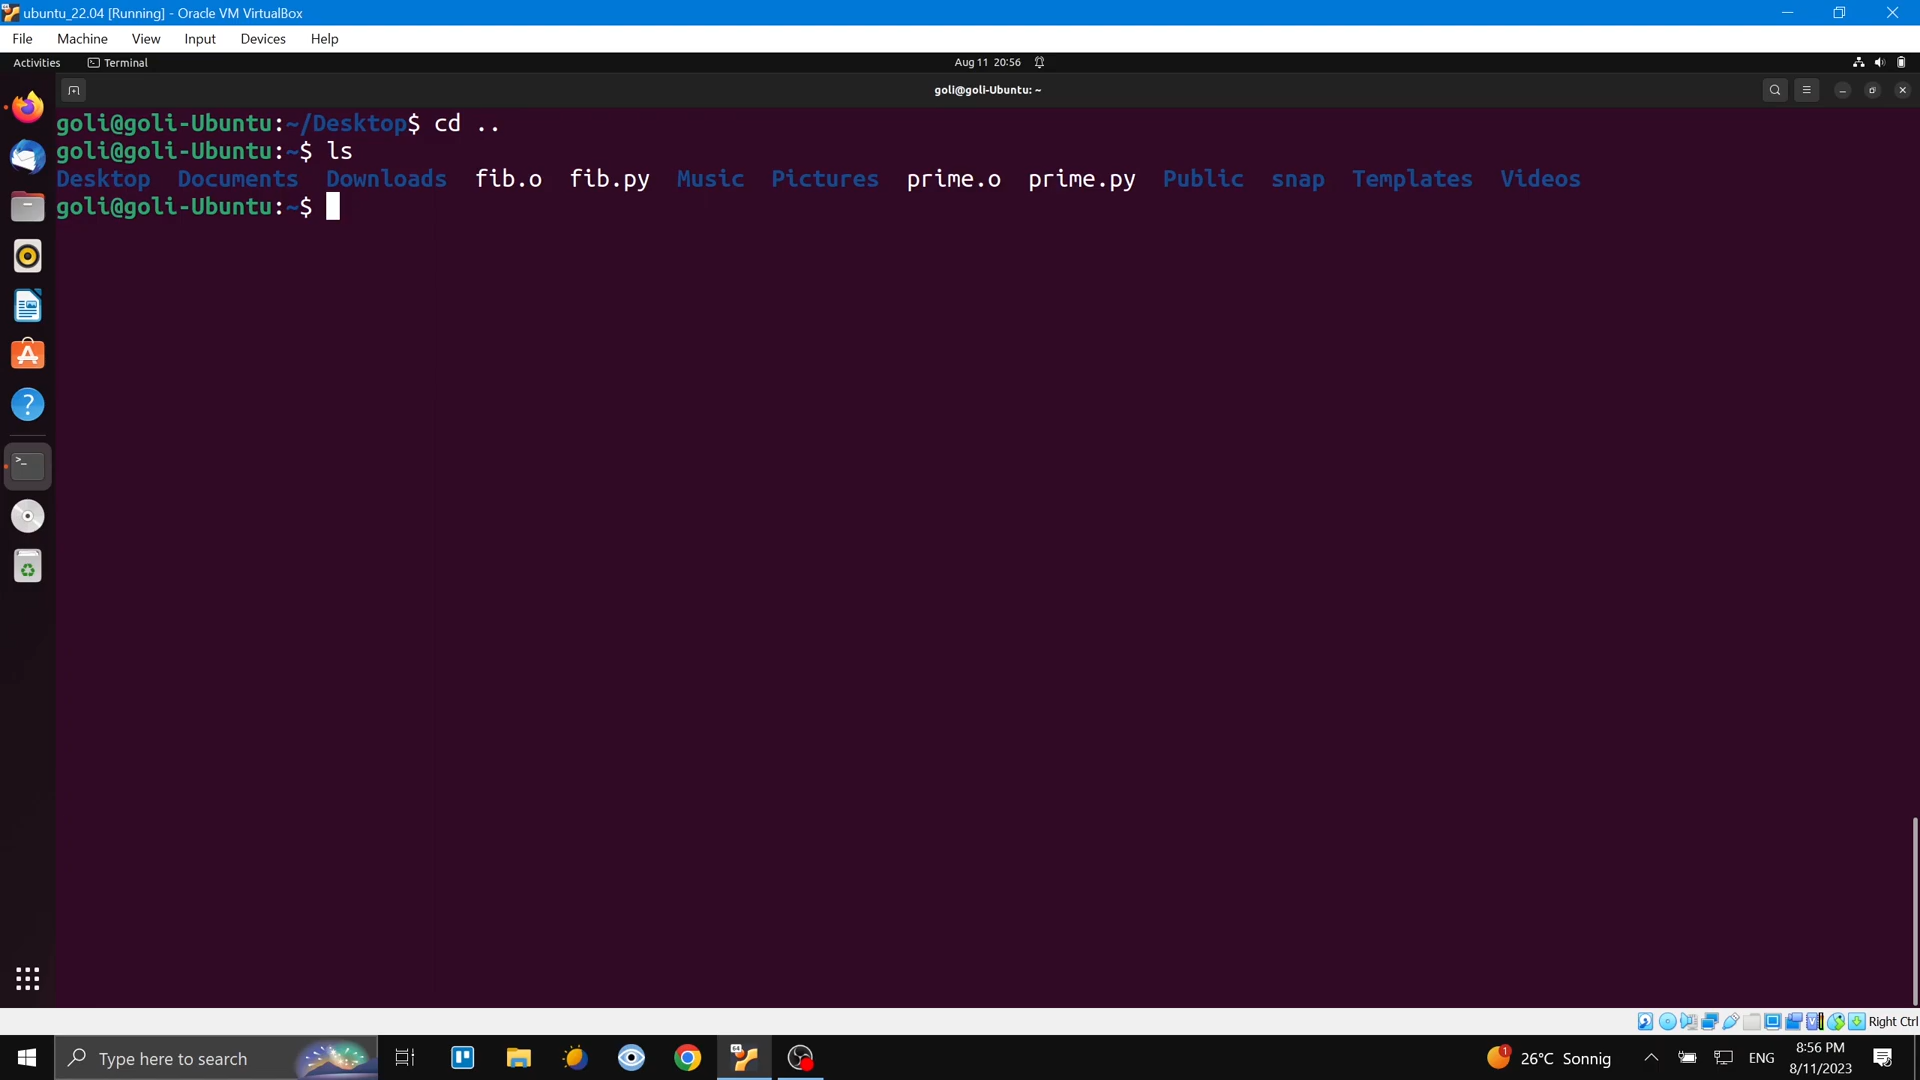 ubuntu_22.04 [Running] - Oracle VM VirtualBox
File Machine View Input Devices Help
Activities Terminal Aug 11 20:56
goli@goli-Ubuntu: ~
goli@goli-Ubuntu:~/Desktop$ cd ..
goli@goli-Ubuntu:~$ ls
Desktop Documents Downloads fib.o fib.py Music Pictures prime.o prime.py Public snap Templates Videos
goli@goli-Ubuntu:~$
Right Ctrl
Type here to search
1
26°C Sonnig
ENG
8:56 PM
8/11/2023